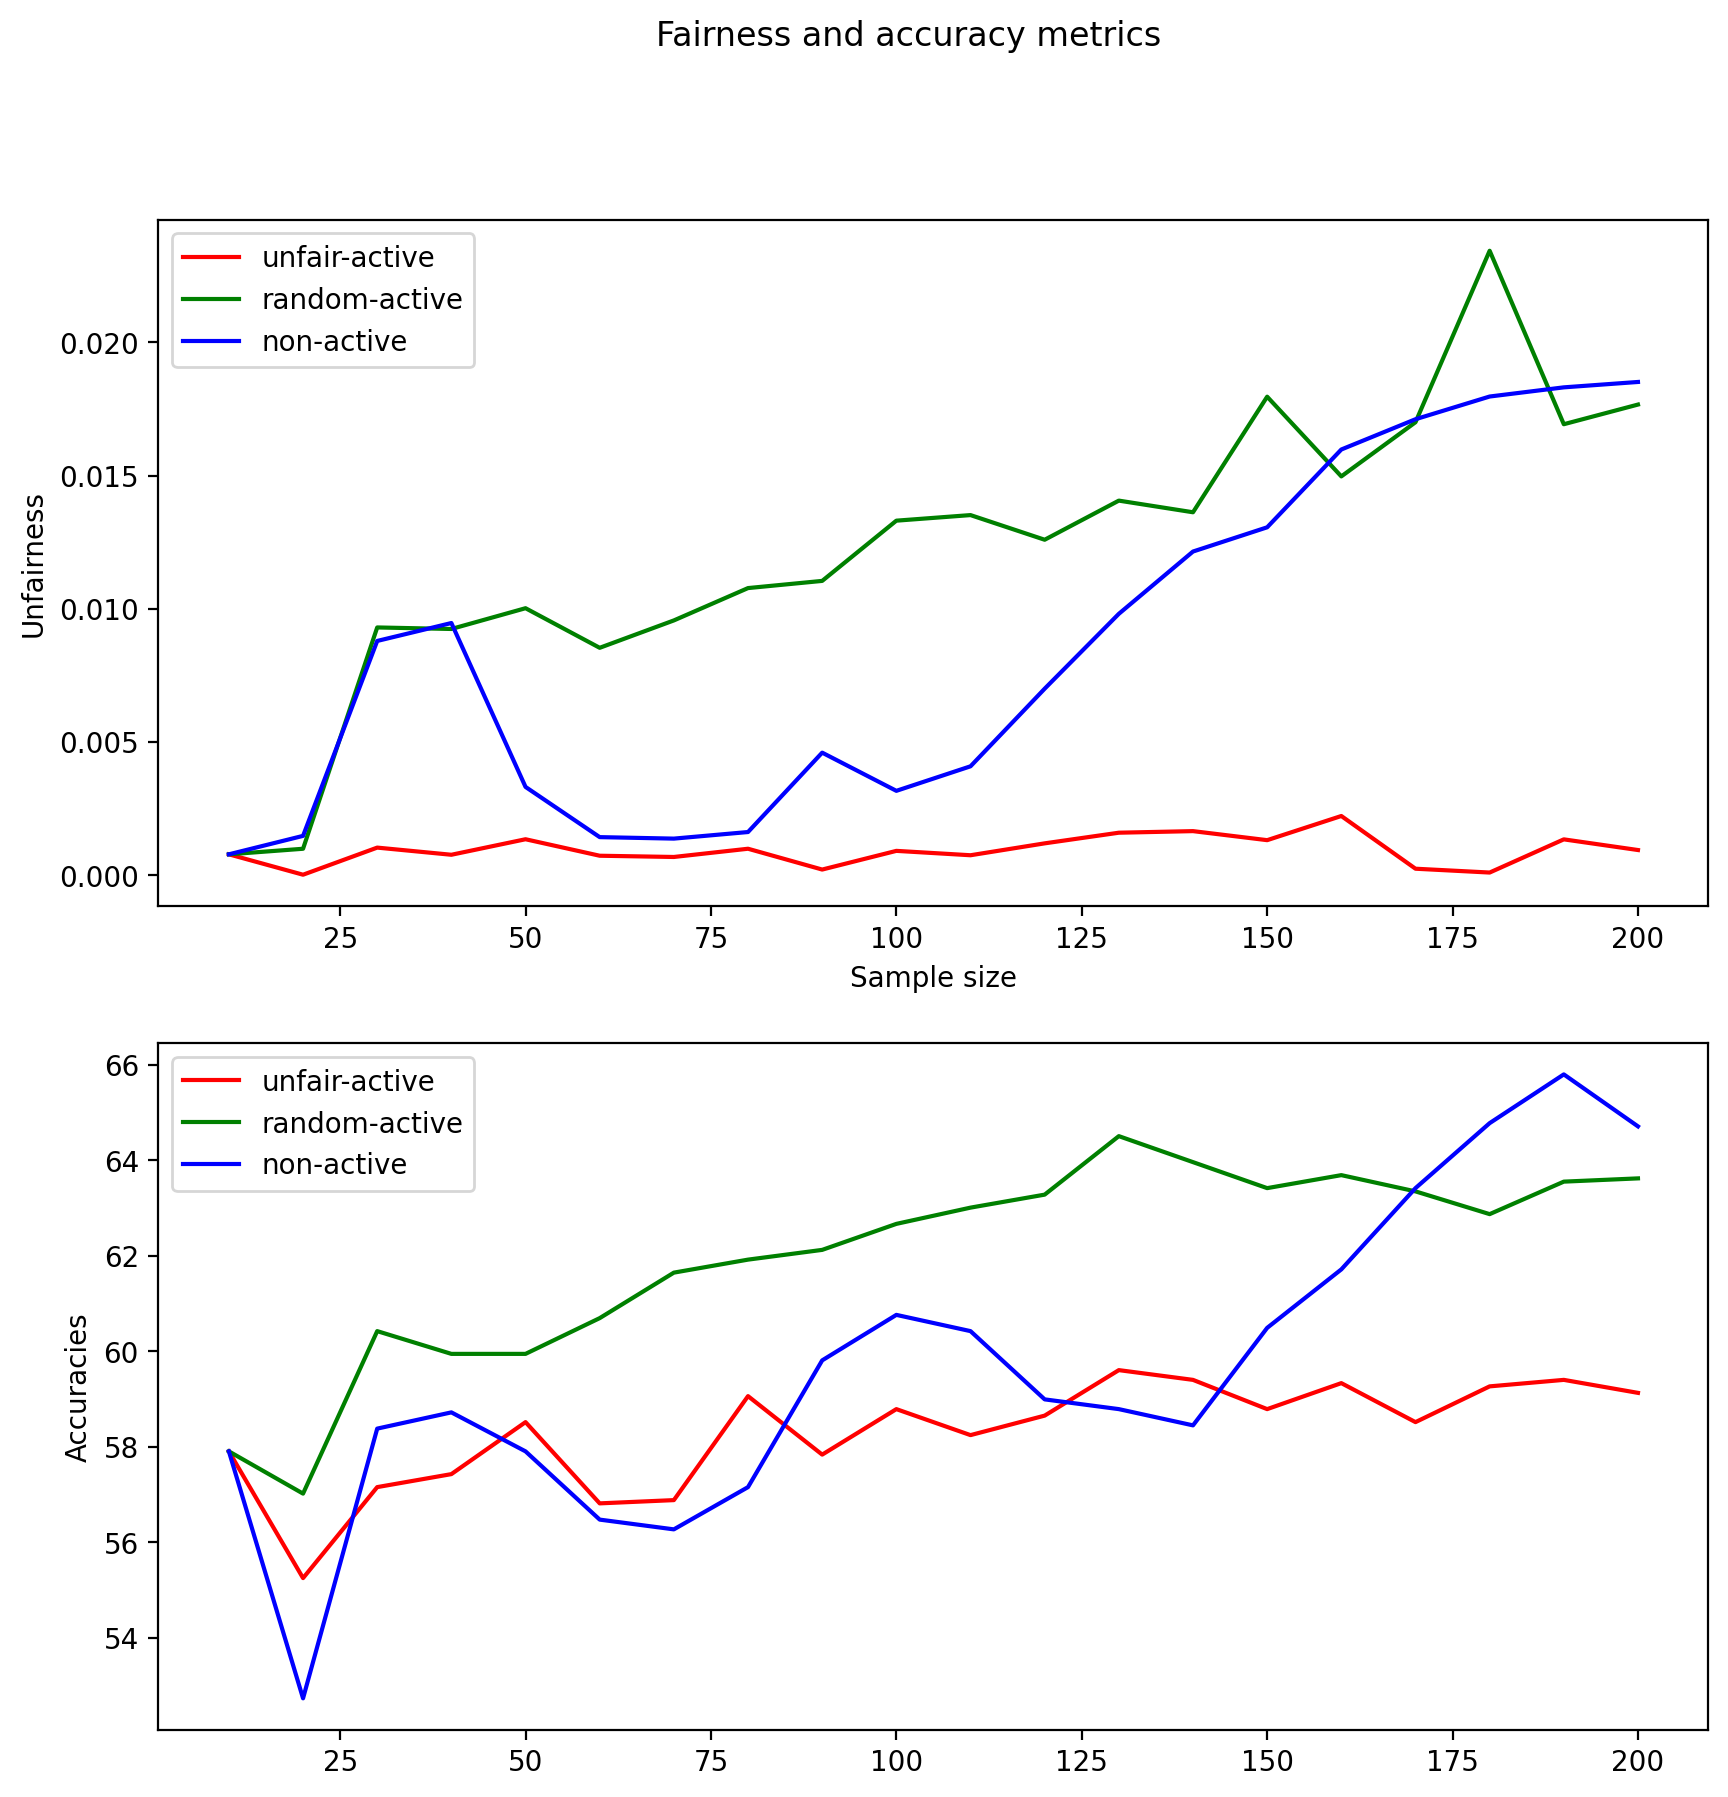 Fairness and accuracy metrics
unfair-active
random-active
non-active
0.020
0.015
0.010
0.005
0.000
Unfairness
25 50 75 100 125 150 175 200
Sample size
66
64
62
60
58
56
54
unfair-active
random-active
non-active
Accuracies
25 50 75 100 125 150 175 200